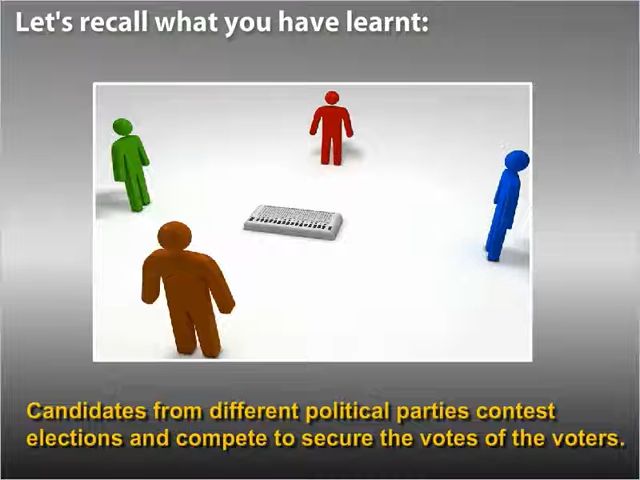 Let's recall what you have learnt:
Candidates from different political parties contest
elections and compete to secure the votes of the voters.